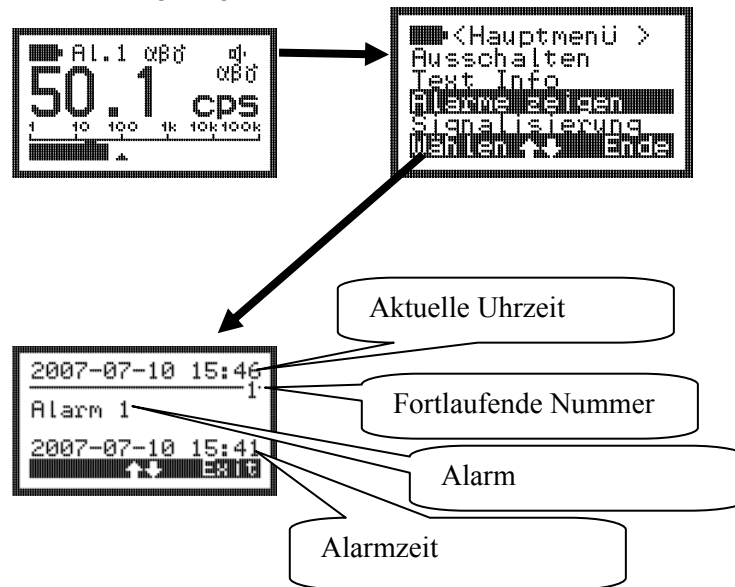 Al.1 αβγ
αβγ
50.1 cps
1 10 100 1k 10k 100k
<Hauptmenü >
Ausschalten
Text Info
Alarme zeigen
Signalisierung
Wählen Ende
Aktuelle Uhrzeit
2007-07-10 15:46
1
Fortlaufende Nummer
Alarm 1
Alarm
2007-07-10 15:41
Exit
Alarmzeit